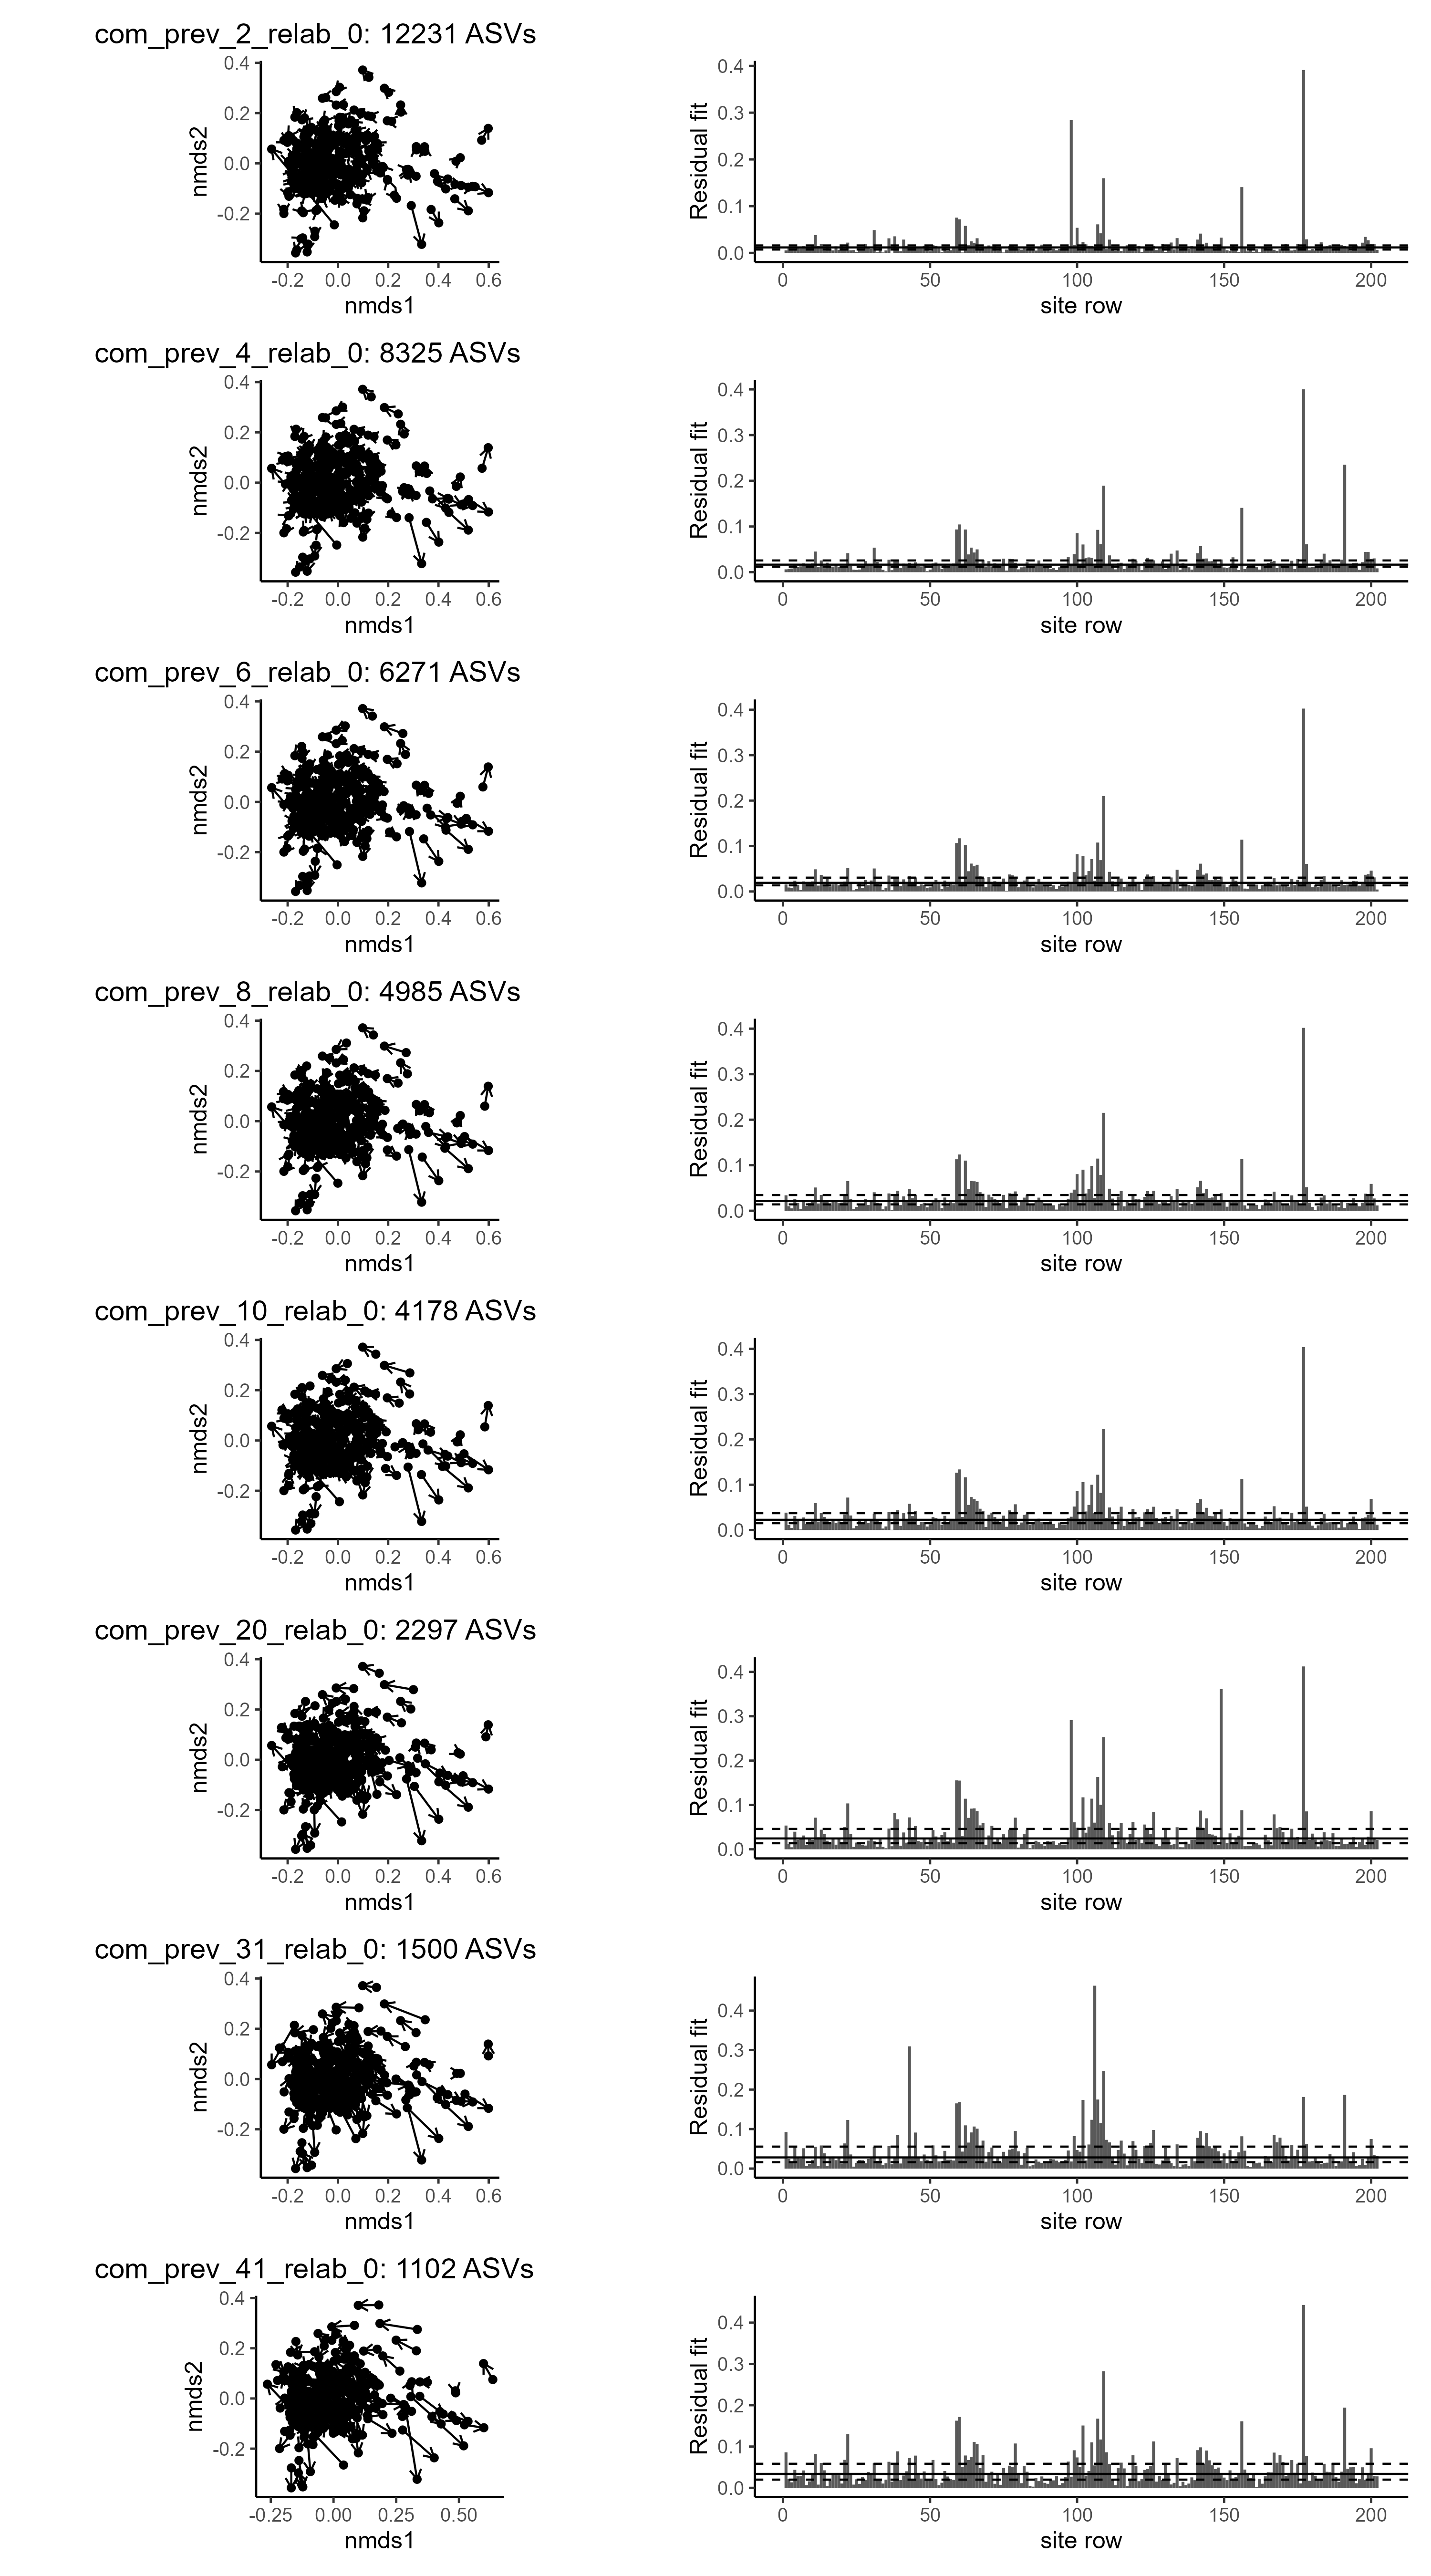 com_prev_2_relab_0: 12231 ASVs
0.4
0.2
0.0
-0.2
nmds2
-0.2 0.0 0.2 0.4 0.6
nmds1
0.4
0.3
0.2
0.1
0.0
Residual fit
0 50 100 150 200
site row
com_prev_4_relab_0: 8325 ASVs
0.4
0.2
0.0
-0.2
nmds2
-0.2 0.0 0.2 0.4 0.6
nmds1
0.4
0.3
0.2
0.1
0.0
Residual fit
0 50 100 150 200
site row
com_prev_6_relab_0: 6271 ASVs
0.4
0.2
0.0
-0.2
nmds2
-0.2 0.0 0.2 0.4 0.6
nmds1
0.4
0.3
0.2
0.1
0.0
Residual fit
0 50 100 150 200
site row
com_prev_8_relab_0: 4985 ASVs
0.4
0.2
0.0
-0.2
nmds2
-0.2 0.0 0.2 0.4 0.6
nmds1
0.4
0.3
0.2
0.1
0.0
Residual fit
0 50 100 150 200
site row
com_prev_10_relab_0: 4178 ASVs
0.4
0.2
0.0
-0.2
nmds2
-0.2 0.0 0.2 0.4 0.6
nmds1
0.4
0.3
0.2
0.1
0.0
Residual fit
0 50 100 150 200
site row
com_prev_20_relab_0: 2297 ASVs
0.4
0.2
0.0
-0.2
nmds2
-0.2 0.0 0.2 0.4 0.6
nmds1
0.4
0.3
0.2
0.1
0.0
Residual fit
0 50 100 150 200
site row
com_prev_31_relab_0: 1500 ASVs
0.4
0.2
0.0
-0.2
nmds2
-0.2 0.0 0.2 0.4 0.6
nmds1
0.4
0.3
0.2
0.1
0.0
Residual fit
0 50 100 150 200
site row
com_prev_41_relab_0: 1102 ASVs
0.4
0.2
0.0
-0.2
nmds2
-0.25 0.00 0.25 0.50
nmds1
0.4
0.3
0.2
0.1
0.0
Residual fit
0 50 100 150 200
site row